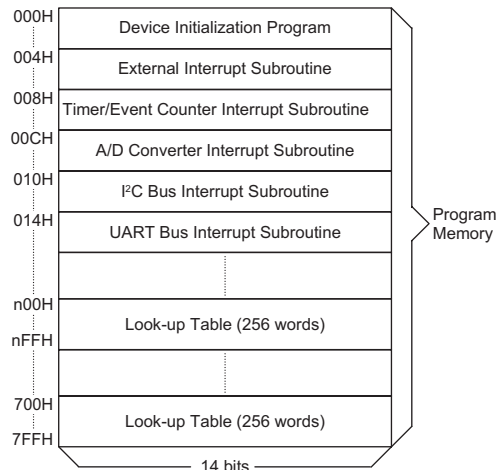 000H
Device Initialization Program
004H
External Interrupt Subroutine
008H
Timer/Event Counter Interrupt Subroutine
00CH
A/D Converter Interrupt Subroutine
010H
I²C Bus Interrupt Subroutine
014H
UART Bus Interrupt Subroutine
Program
Memory
n00H
Look-up Table (256 words)
nFFH
700H
Look-up Table (256 words)
7FFH
14 bits